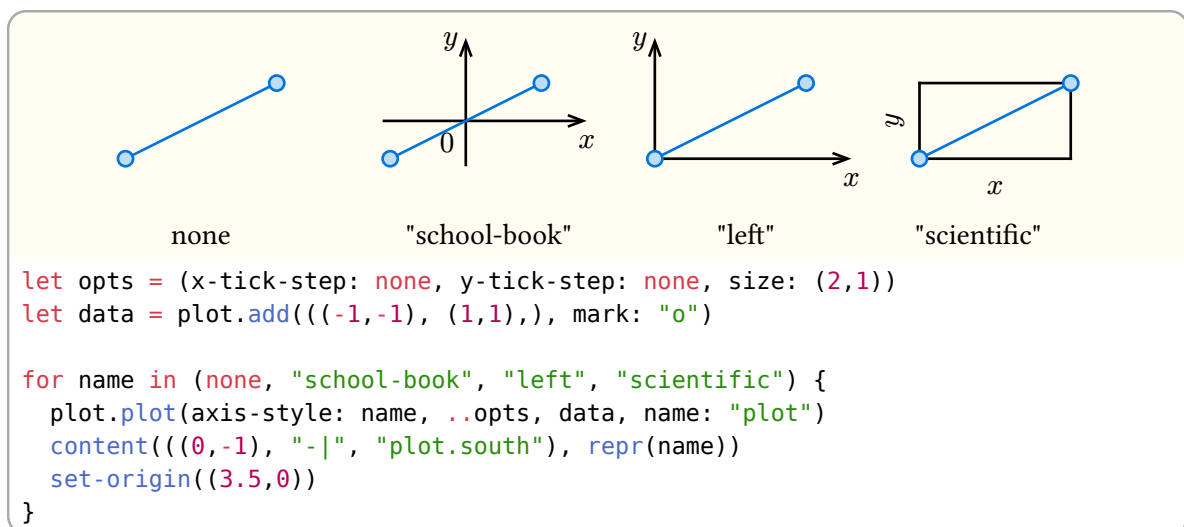 y
y
y
0
x
x
x
none
"school-book"
"left"
"scientific"
let opts = (x-tick-step: none, y-tick-step: none, size: (2,1))
let data = plot.add(((-1,-1), (1,1),), mark: "o")
for name in (none, "school-book", "left", "scientific") {
  plot.plot(axis-style: name, ..opts, data, name: "plot")
  content(((0,-1), "-|", "plot.south"), repr(name))
  set-origin((3.5,0))
}